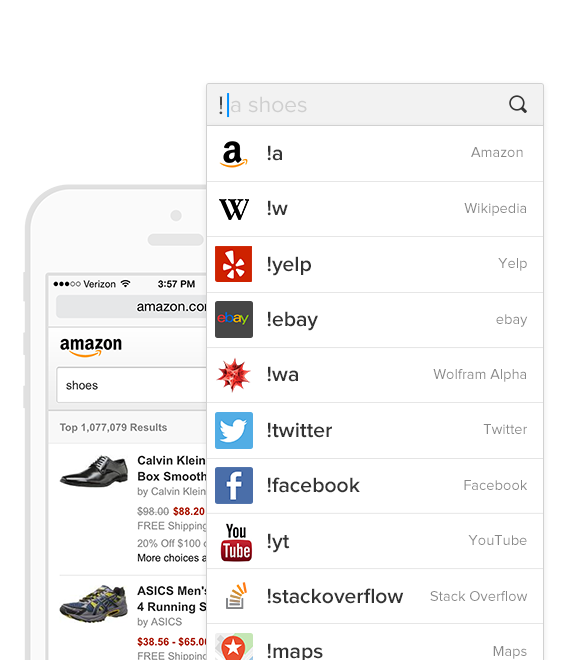 ! a shoes
!a Amazon
W !w Wikipedia
!yelp Yelp
ebay !ebay ebay
!wa Wolfram Alpha
!twitter Twitter
f !facebook Facebook
You Tube !yt YouTube
!stackoverflow Stack Overflow
!maps Maps
Verizon 3:57 PM
amazon.co
amazon
shoes
Top 1,077,079 Results
Calvin Klein
Box Smooth
by Calvin Klein
$98.00 $88.20
FREE Shipping
20% Off $100
More choices a
ASICS Men's
4 Running S
by ASICS
$38.56 - $65.0
FREE Shipping